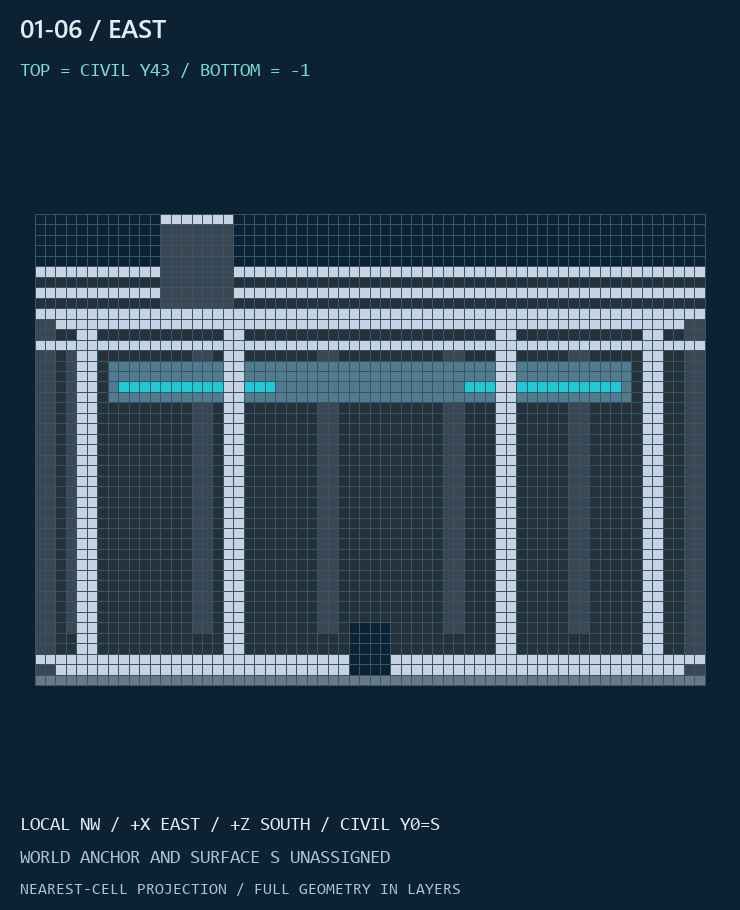 01-06 / EAST
TOP = CIVIL Y43 / BOTTOM = -1
LOCAL NW / +X EAST / +Z SOUTH / CIVIL Y0=S
WORLD ANCHOR AND SURFACE S UNASSIGNED
NEAREST-CELL PROJECTION / FULL GEOMETRY IN LAYERS